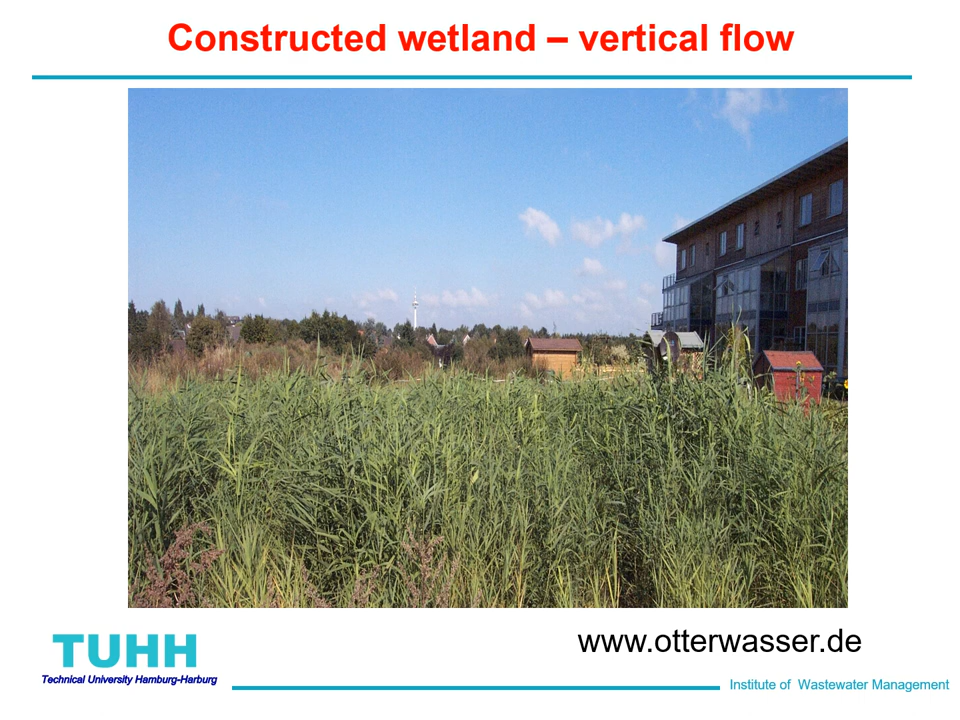 Constructed wetland – vertical flow
www.otterwasser.de
TUHH
Technical University Hamburg-Harburg
Institute of Wastewater Management